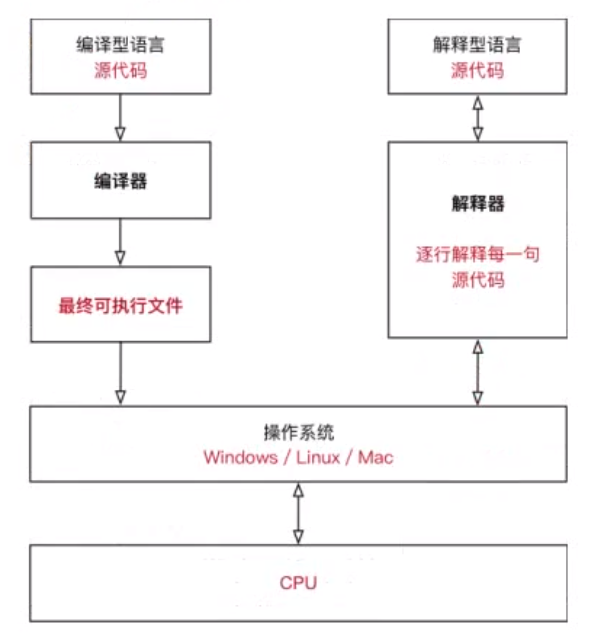 编译型语言
源代码
编译器
最终可执行文件
解释型语言
源代码
解释器
逐行解释每一句
源代码
操作系统
Windows / Linux / Mac
CPU